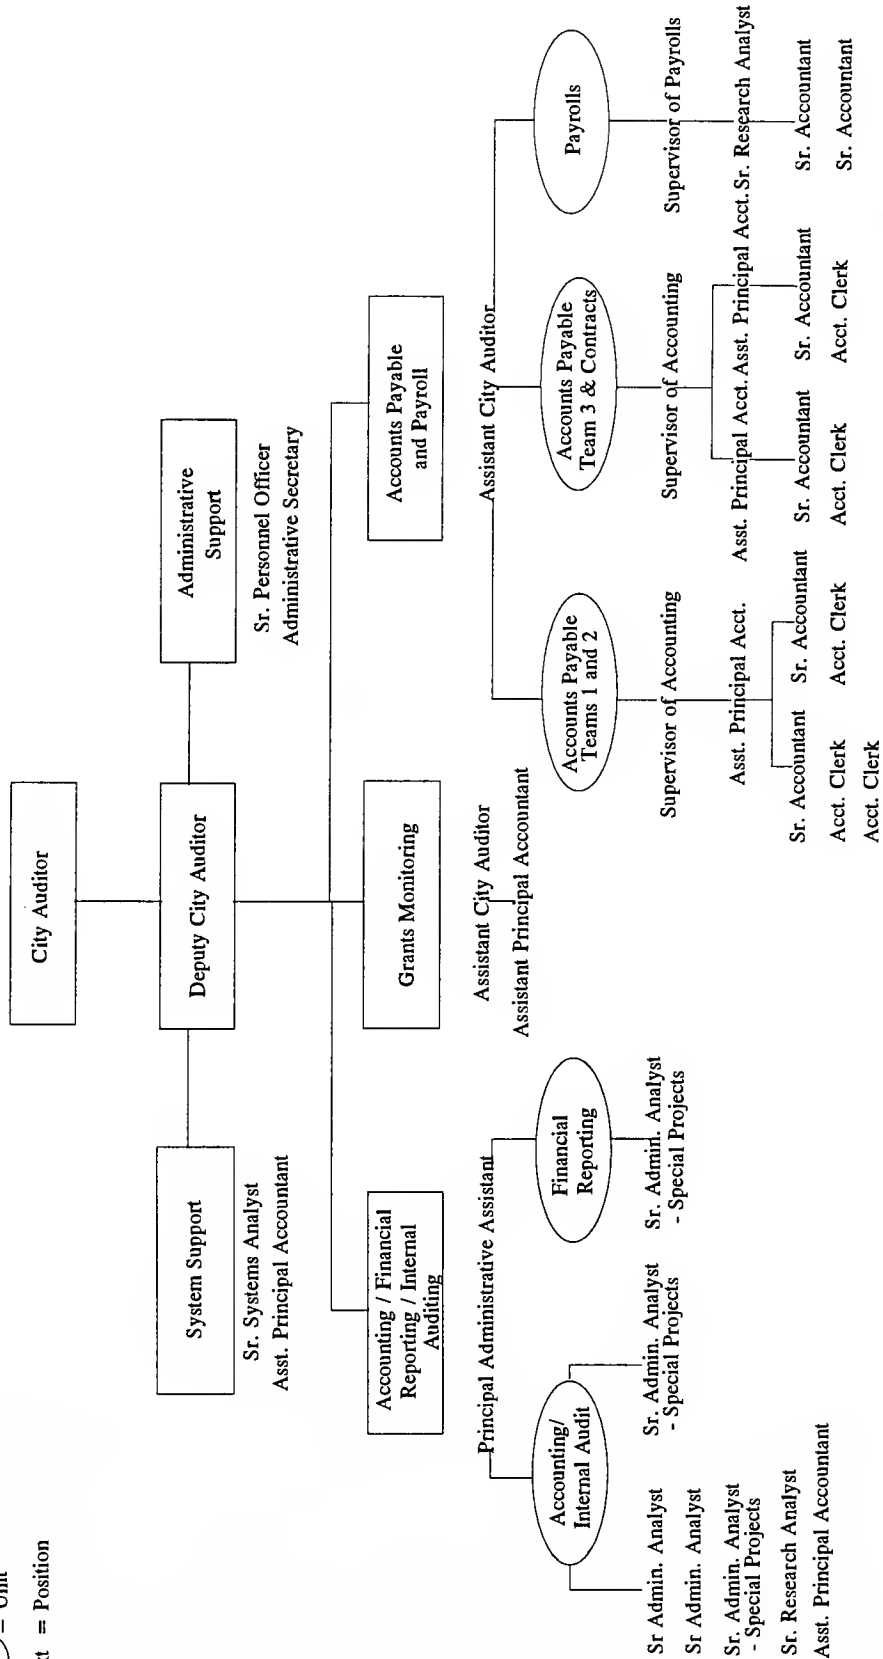 = Unit
= Position
City Auditor
System Support
Deputy City Auditor
Administrative
Support
Sr. Systems Analyst
Asst. Principal Accountant
Sr. Personnel Officer
Administrative Secretary
Accounting / Financial
Reporting / Internal
Auditing
Grants Monitoring
Accounts Payable
and Payroll
Principal Administrative Assistant
Assistant City Auditor
Assistant Principal Accountant
Assistant City Auditor
Accounting/
Internal Audit
Financial
Reporting
Accounts Payable
Teams 1 and 2
Accounts Payable
Team 3 & Contracts
Payrolls
Sr Admin. Analyst
Sr Admin. Analyst
Sr. Admin. Analyst
- Special Projects
Sr. Research Analyst
Asst. Principal Accountant
Sr. Admin. Analyst
- Special Projects
Sr. Admin. Analyst
- Special Projects
Supervisor of Accounting
Asst. Principal Acct.
Sr. Accountant
Acct. Clerk
Acct. Clerk
Sr. Accountant
Acct. Clerk
Supervisor of Accounting
Asst. Principal Acct.
Sr. Accountant
Acct. Clerk
Asst. Principal Acct.
Sr. Accountant
Acct. Clerk
Supervisor of Payrolls
Sr. Research Analyst
Sr. Accountant
Sr. Accountant